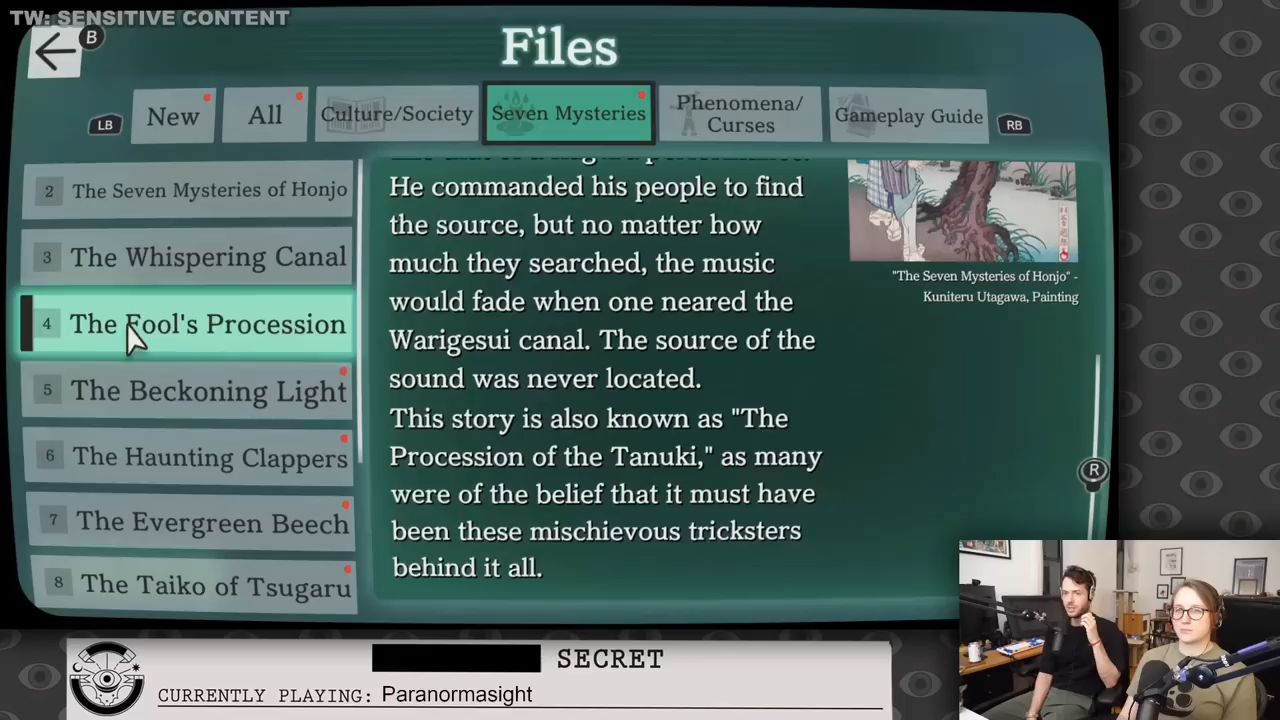 TW: SENSITIVE CONTENT
B
Files
LB
New
All
Culture/Society
Seven Mysteries
Phenomena/
Curses
Gameplay Guide
RB
2 The Seven Mysteries of Honjo
3 The Whispering Canal
4 The Fool's Procession
5 The Beckoning Light
6 The Haunting Clappers
7 The Evergreen Beech
8 The Taiko of Tsugaru
He commanded his people to find
the source, but no matter how
much they searched, the music
would fade when one neared the
Warigesui canal. The source of the
sound was never located.
This story is also known as "The
Procession of the Tanuki," as many
were of the belief that it must have
been these mischievous tricksters
behind it all.
"The Seven Mysteries of Honjo" -
Kuniteru Utagawa, Painting
R
SECRET
CURRENTLY PLAYING: Paranormasight